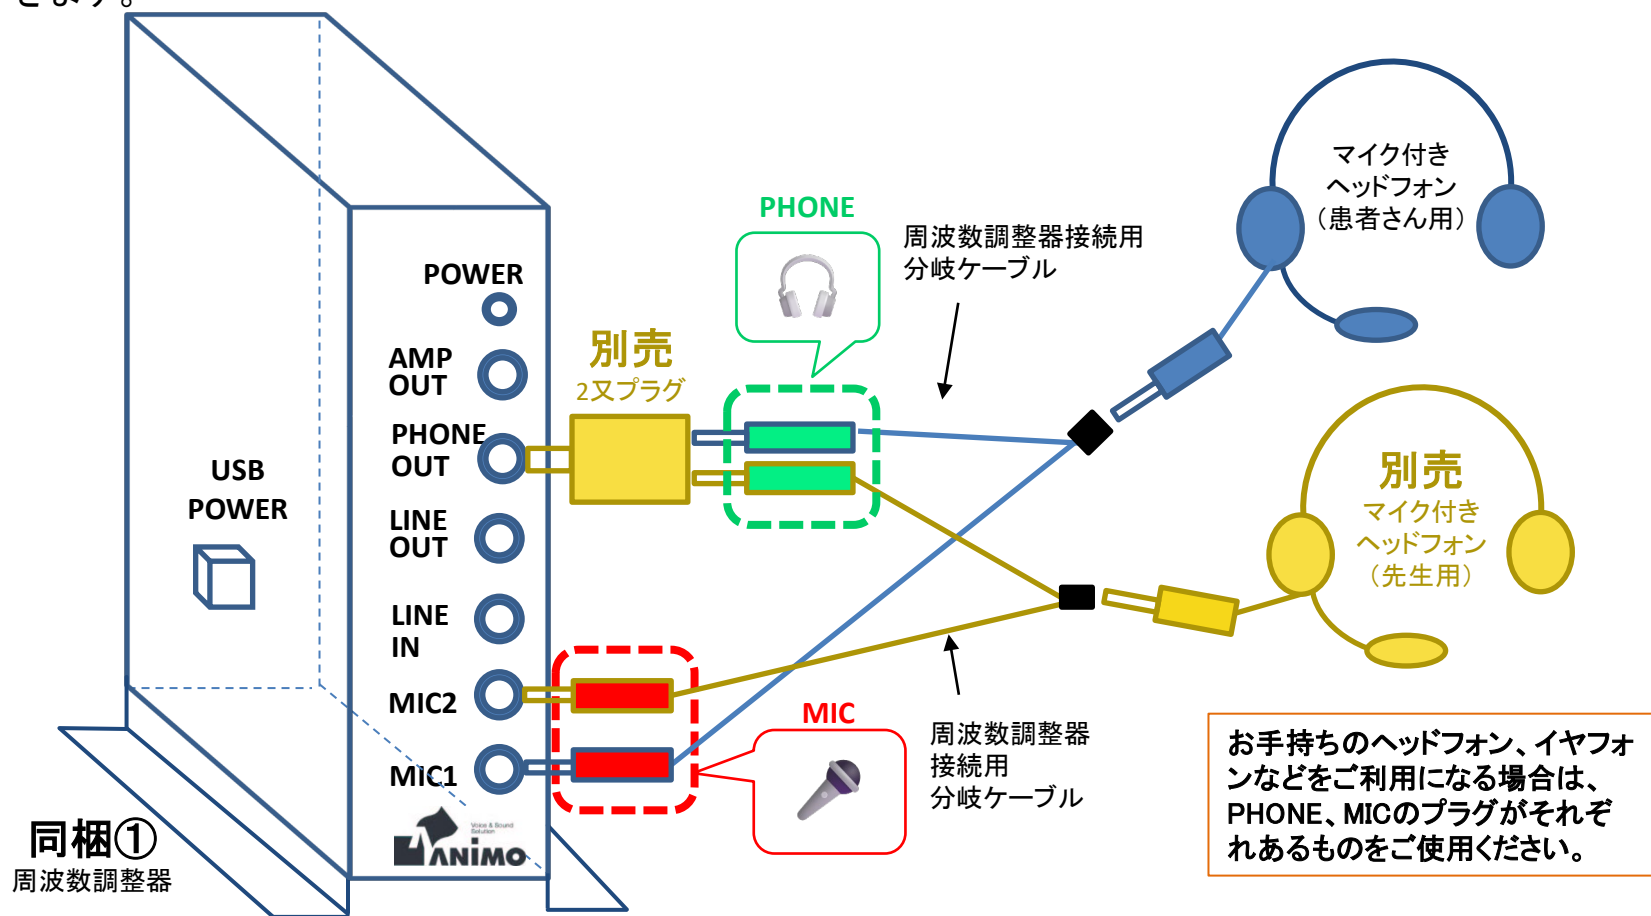 きます。
POWER
AMP
OUT
PHONE
OUT
LINE
OUT
LINE
IN
MIC2
MIC1
USB
POWER
Voice & Sound
Solution
ANiMO
同梱①
周波数調整器
別売
2又プラグ
PHONE
周波数調整器接続用
分岐ケーブル
マイク付き
ヘッドフォン
（患者さん用）
別売
マイク付き
ヘッドフォン
（先生用）
MIC
周波数調整器
接続用
分岐ケーブル
お手持ちのヘッドフォン、イヤフォ
ンなどをご利用になる場合は、
PHONE、MICのプラグがそれぞ
れあるものをご使用ください。